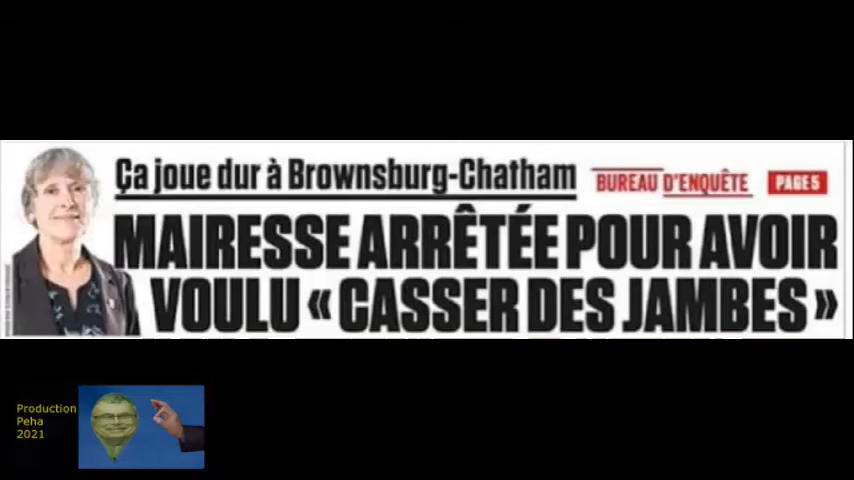 Ça joue dur à Brownsburg-Chatham
BUREAU D'ENQUÊTE
PAGE 5
MAIRESSE ARRÊTÉE POUR AVOIR
VOULU « CASSER DES JAMBES »
Production
Peha
2021